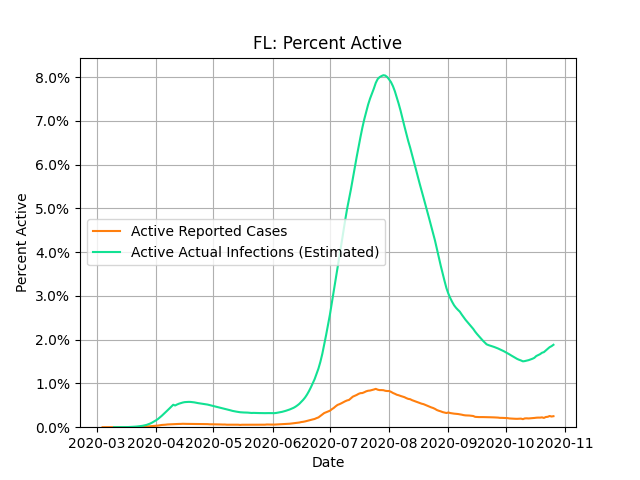 FL: Percent Active
8.0%
7.0%
6.0%
5.0%
4.0%
3.0%
2.0%
1.0%
0.0%
Percent Active
Active Reported Cases
Active Actual Infections (Estimated)
2020-03 2020-04 2020-05 2020-06 2020-07 2020-08 2020-09 2020-10 2020-11
Date